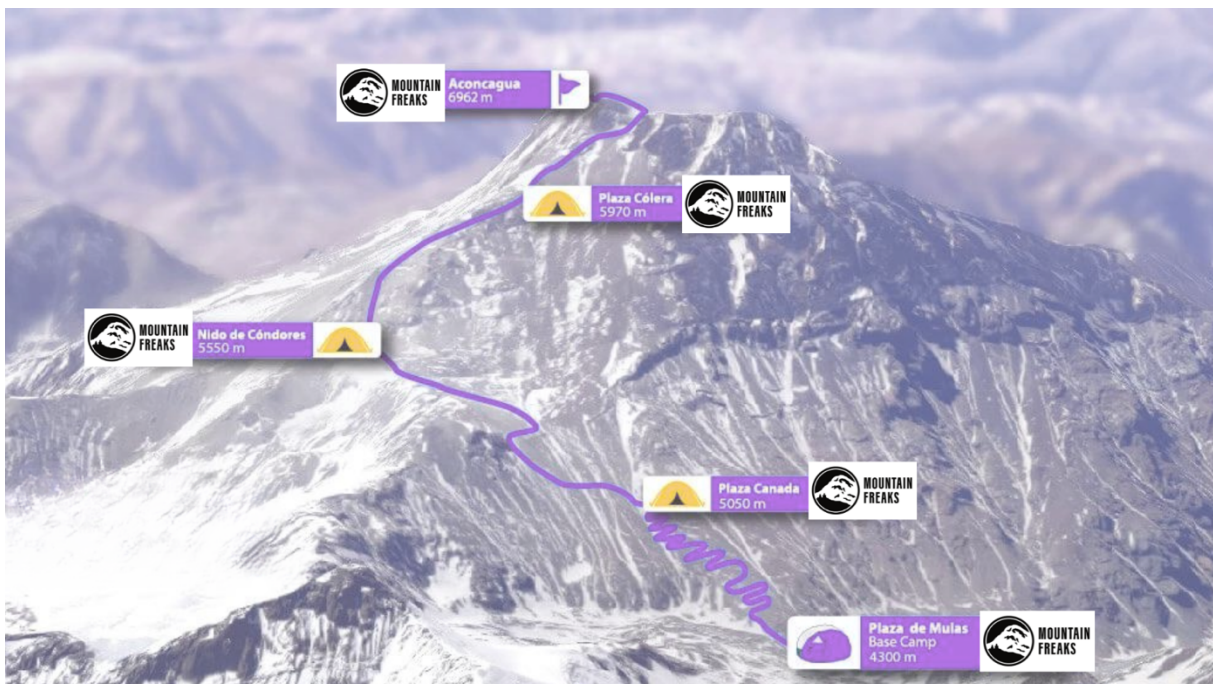 MOUNTAIN
FREAKS
Aconcagua
6962 m
Plaza Cólera
5970 m
MOUNTAIN
FREAKS
MOUNTAIN
FREAKS
Nido de Cóndores
5550 m
Plaza Canada
5050 m
MOUNTAIN
FREAKS
Plaza de Mulas
Base Camp
4300 m
MOUNTAIN
FREAKS